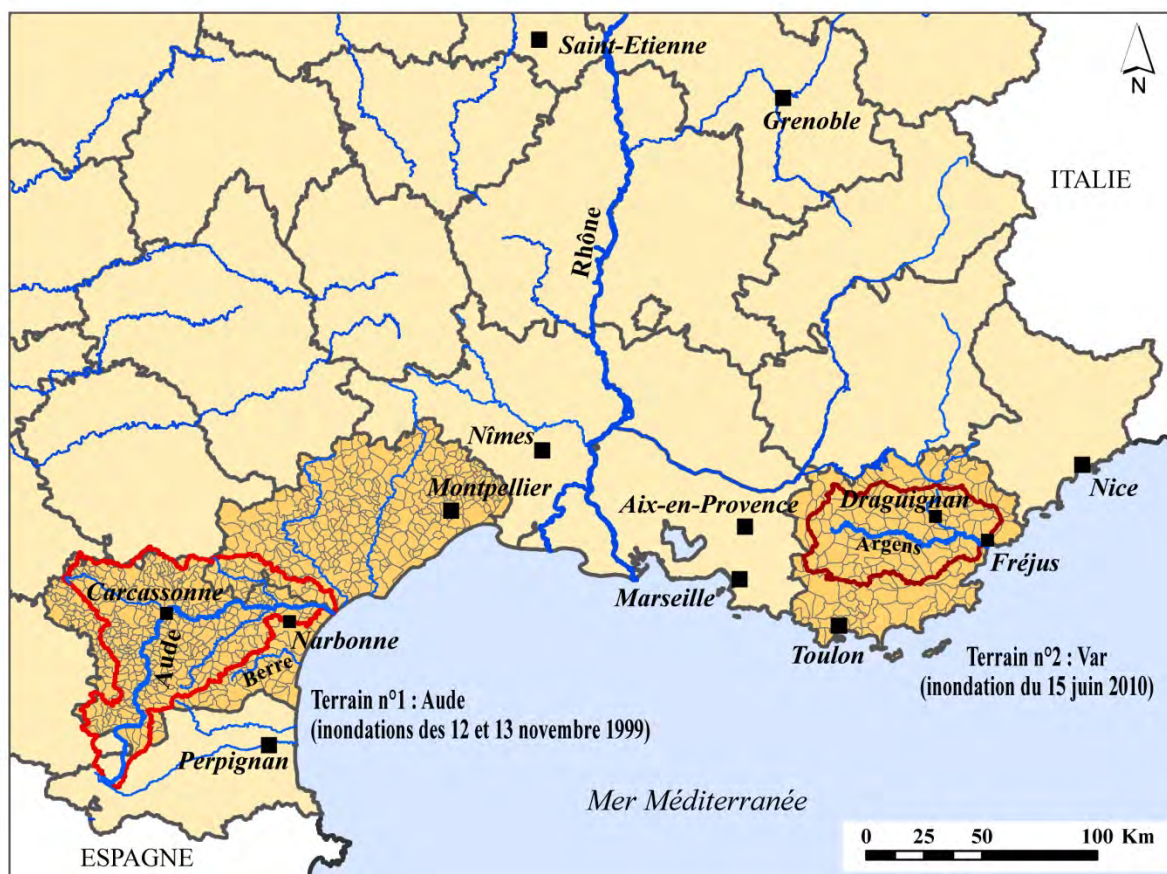 Saint-Etienne
N
Grenoble
ITALIE
Rhône
Nîmes
Montpellier
Aix-en-Provence
Draguignan
Nice
Argens
Fréjus
Marseille
Carcassonne
Narbonne
Aude
Berre
Toulon
Terrain n°2 : Var
(inondation du 15 juin 2010)
Terrain n°1 : Aude
(inondations des 12 et 13 novembre 1999)
Perpignan
Mer Méditerranée
ESPAGNE
0 25 50 100 Km